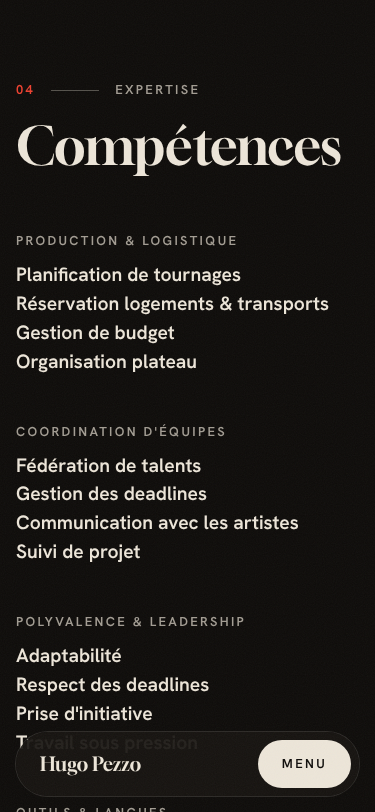 04 EXPERTISE
Compétences
PRODUCTION & LOGISTIQUE
Planification de tournages
Réservation logements & transports
Gestion de budget
Organisation plateau
COORDINATION D'ÉQUIPES
Fédération de talents
Gestion des deadlines
Communication avec les artistes
Suivi de projet
POLYVALENCE & LEADERSHIP
Adaptabilité
Respect des deadlines
Prise d'initiative
Travail sous pression
Hugo Pezzo MENU
OUTILS & LANGUES